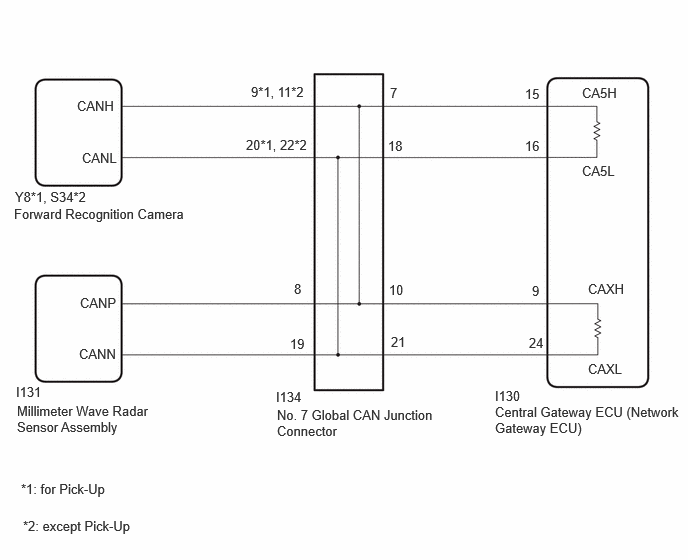 9*1, 11*2
7
15
CA5H
CANH
20*1, 22*2
18
16
CANL
CA5L
Y8*1, S34*2
Forward Recognition Camera
8
10
9
CAXH
CANP
19
21
24
CANN
CAXL
I131
Millimeter Wave Radar
Sensor Assembly
I134
No. 7 Global CAN Junction
Connector
I130
Central Gateway ECU (Network
Gateway ECU)
*1: for Pick-Up
*2: except Pick-Up